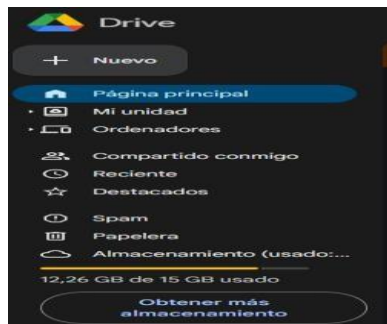 Drive
Nuevo
Página principal
Mi unidad
Ordenadores
Compartido conmigo
Reciente
Destacados
Spam
Papelera
Almacenamiento (usado:...
12,26 GB de 15 GB usado
Obtener más
almacenamiento